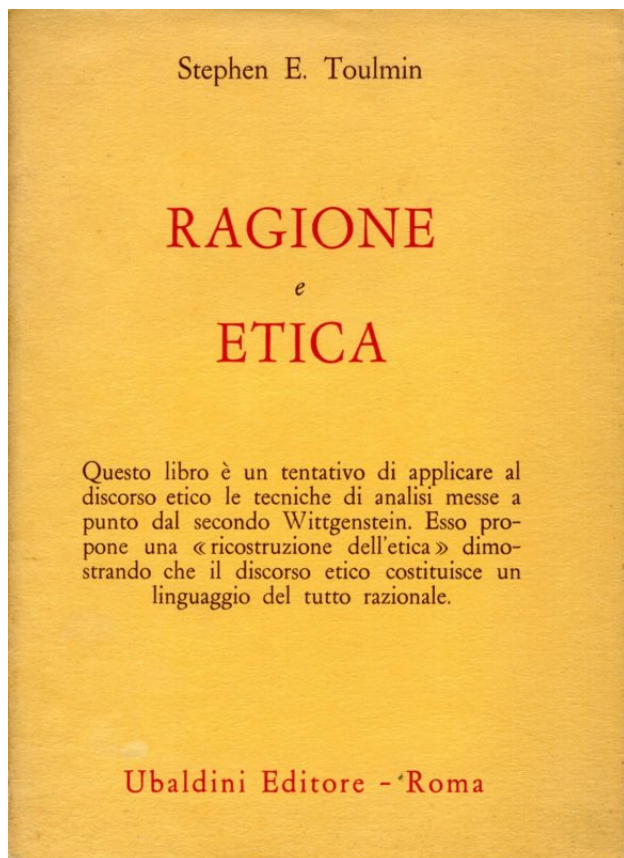 Stephen E. Toulmin
RAGIONE
e
ETICA
Questo libro è un tentativo di applicare al
discorso etico le tecniche di analisi messe a
punto dal secondo Wittgenstein. Esso pro-
pone una «ricostruzione dell'etica» dimo-
strando che il discorso etico costituisce un
linguaggio del tutto razionale.
Ubaldini Editore - Roma